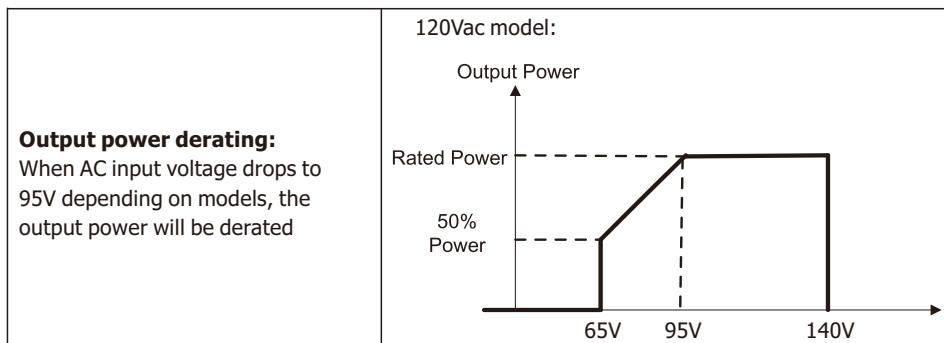 Output power derating:
When AC input voltage drops to
95V depending on models, the
output power will be derated
120Vac model:
Output Power
Rated Power
50%
Power
65V
95V
140V